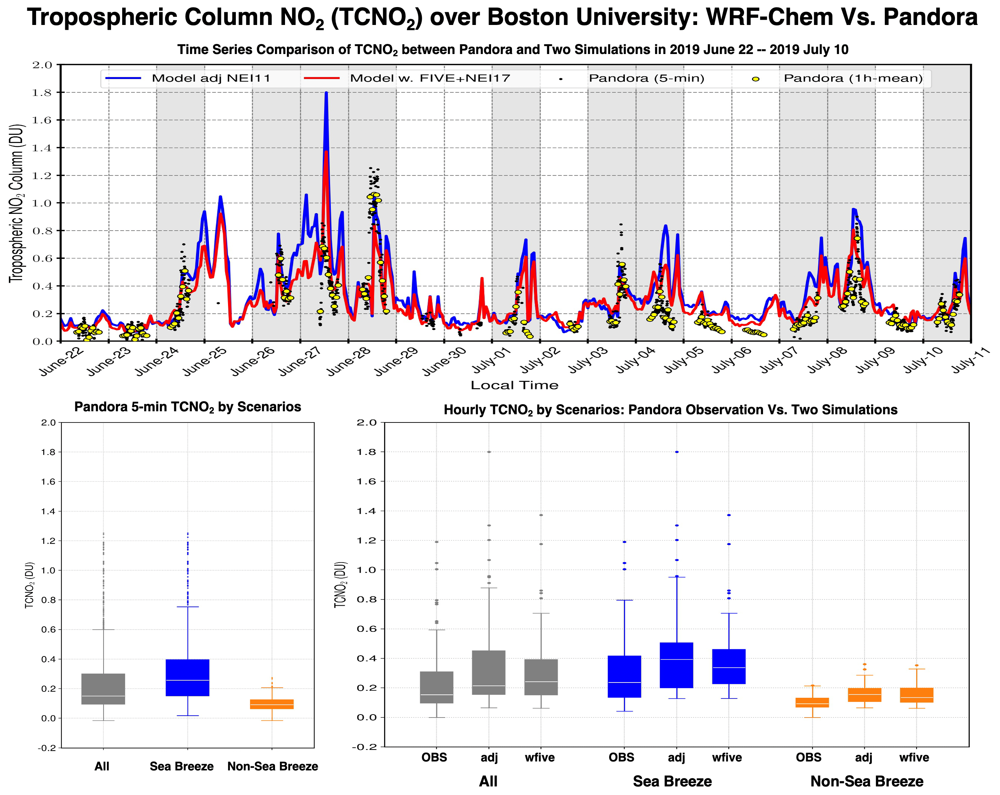 Tropospheric Column NO₂ (TCNO₂) over Boston University: WRF-Chem Vs. Pandora
Time Series Comparison of TCNO₂ between Pandora and Two Simulations in 2019 June 22 -- 2019 July 10
Model adj NEI11 Model w. FIVE+NEI17 Pandora (5-min) Pandora (1h-mean)
Tropospheric NO₂ Column (DU)
2.0
1.8
1.6
1.4
1.2
1.0
0.8
0.6
0.4
0.2
0.0
June-22 June-23 June-24 June-25 June-26 June-27 June-28 June-29 June-30 July-01 July-02 July-03 July-04 July-05 July-06 July-07 July-08 July-09 July-10 July-11
Local Time
Pandora 5-min TCNO₂ by Scenarios
TCNO₂ (DU)
2.0
1.8
1.6
1.4
1.2
1.0
0.8
0.6
0.4
0.2
0.0
-0.2
All Sea Breeze Non-Sea Breeze
Hourly TCNO₂ by Scenarios: Pandora Observation Vs. Two Simulations
TCNO₂ (DU)
2.0
1.8
1.6
1.4
1.2
1.0
0.8
0.6
0.4
0.2
0.0
-0.2
OBS adj wfive OBS adj wfive OBS adj wfive
All Sea Breeze Non-Sea Breeze